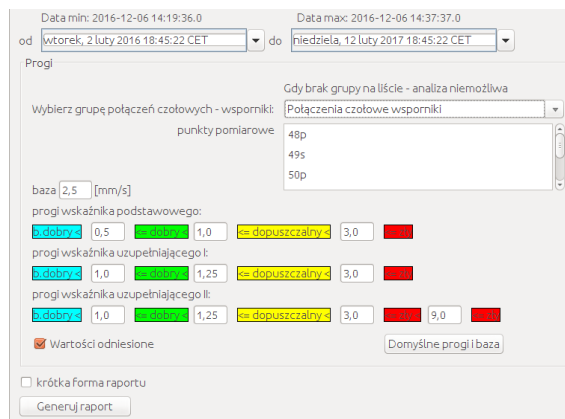 Data min: 2016-12-06 14:19:36.0 Data max: 2016-12-06 14:37:37.0
od wtorek, 2 luty 2016 18:45:22 CET do niedziela, 12 luty 2017 18:45:22 CET
Progi
Gdy brak grupy na liście - analiza niemożliwa
Wybierz grupę połączeń czołowych - wsporniki: Połączenia czołowe wsporniki
punkty pomiarowe 48p
49s
50p
baza 2,5 [mm/s]
progi wskaźnika podstawowego:
b.dobry < 0,5 <= dobry < 1,0 <= dopuszczalny < 3,0
progi wskaźnika uzupełniającego I:
b.dobry < 1,0 <= dobry < 1,25 <= dopuszczalny < 3,0
progi wskaźnika uzupełniającego II:
b.dobry < 1,0 <= dobry < 1,25 <= dopuszczalny < 3,0 9,0
Wartości odniesione Domyślne progi i baza
krótka forma raportu
Generuj raport